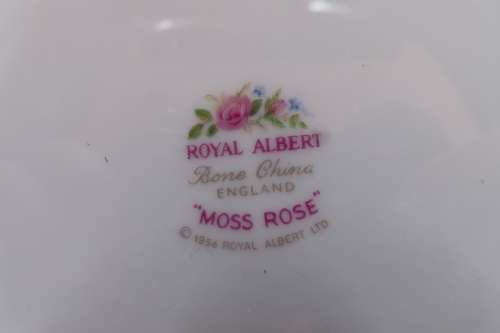 ROYAL ALBERT
Bone China
ENGLAND
"MOSS ROSE"
© 1956 ROYAL ALBERT LTD